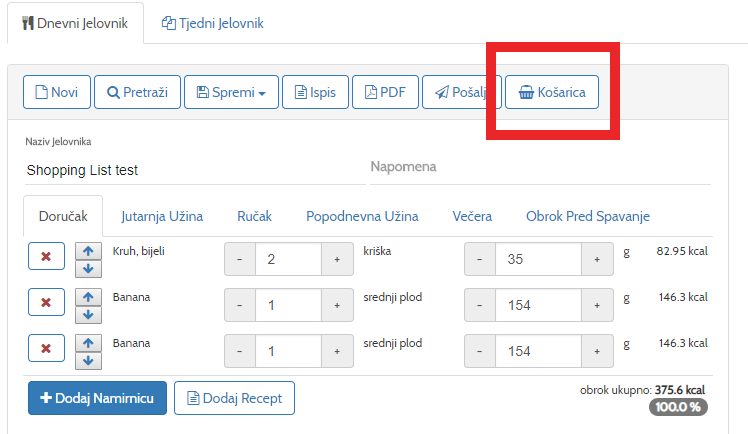 Dnevni Jelovnik Tjedni Jelovnik
Novi Pretraži Spremi Ispis PDF Pošalji Košarica
Naziv Jelovnika
Shopping List test Napomena
Doručak Jutarnja Užina Ručak Popodnevna Užina Večera Obrok Pred Spavanje
Kruh, bijeli - 2 + kriška - 35 + g 82.95 kcal
Banana - 1 + srednji plod - 154 + g 146.3 kcal
Banana - 1 + srednji plod - 154 + g 146.3 kcal
+ Dodaj Namirnicu Dodaj Recept obrok ukupno: 375.6 kcal
100.0 %